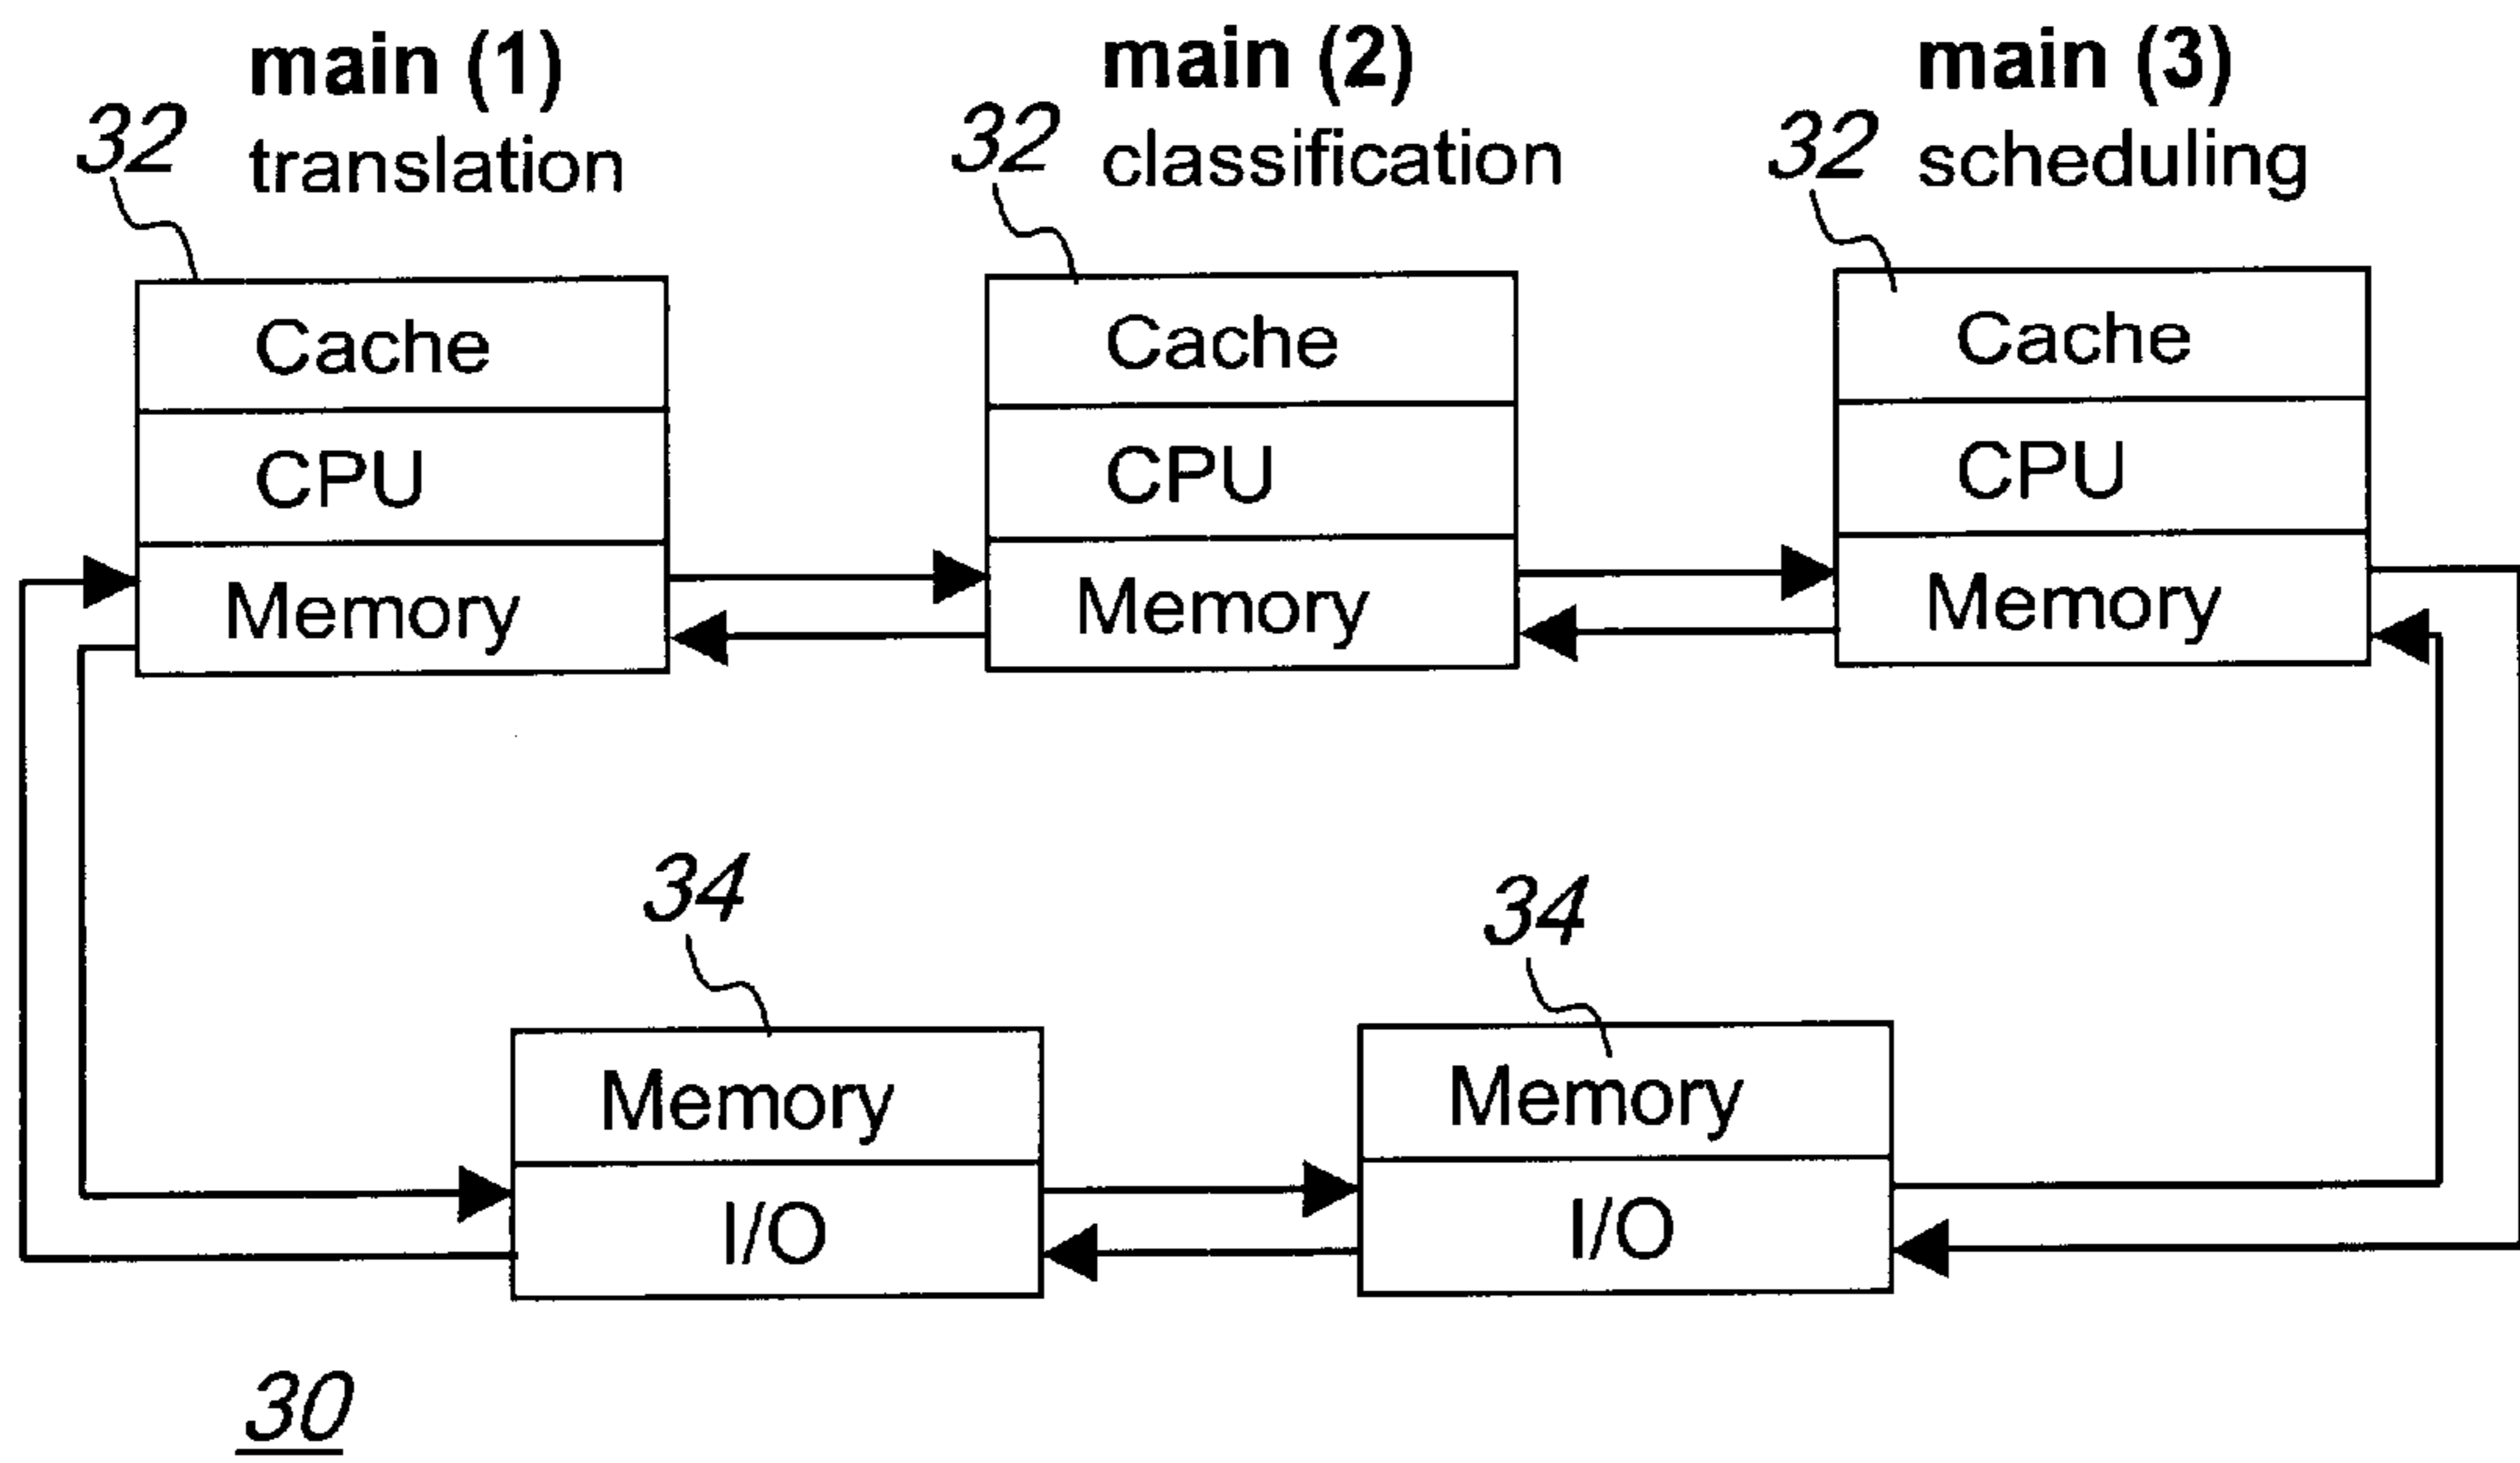 main (1)
32
translation
main (2)
32
classification
main (3)
32
scheduling
Cache
CPU
Memory
Cache
CPU
Memory
Cache
CPU
Memory
34
Memory
I/O
34
Memory
I/O
30